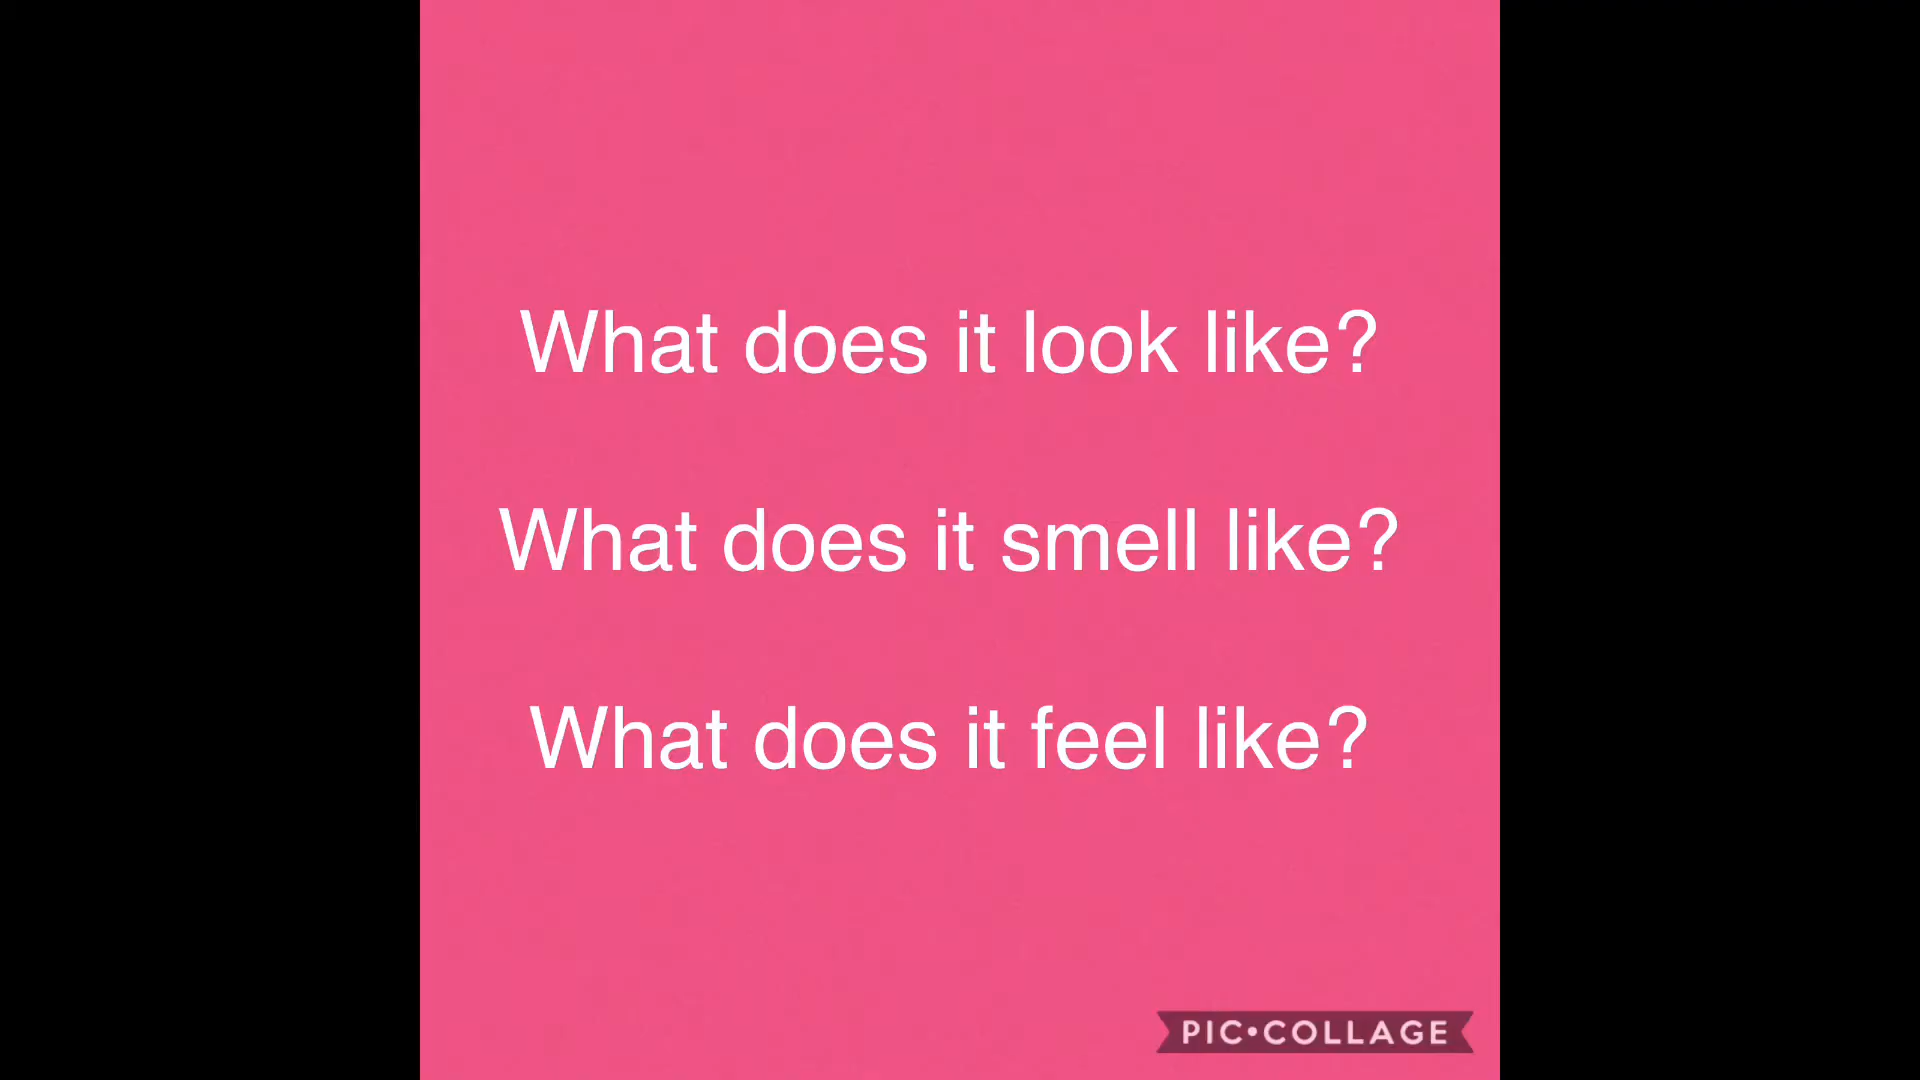 What does it look like?
What does it smell like?
What does it feel like?
PIC•COLLAGE